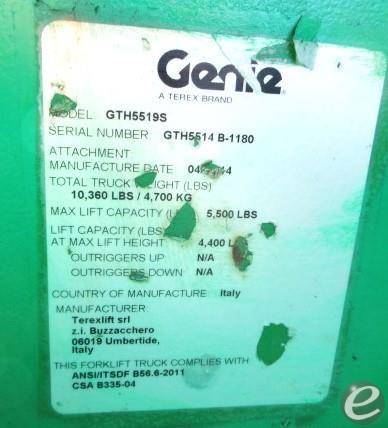 Genie
A TEREX BRAND
MODEL GTH5519S
SERIAL NUMBER GTH5514 B-1180
ATTACHMENT
MANUFACTURE DATE
TOTAL TRUCK WEIGHT (LBS)
10,360 LBS / 4,700 KG
MAX LIFT CAPACITY 5,500 LBS
LIFT CAPACITY (LBS)
AT MAX LIFT HEIGHT 4,400
OUTRIGGERS UP N/A
OUTRIGGERS DOWN N/A
COUNTRY OF MANUFACTURE Italy
MANUFACTURER:
Terexlift srl
z.i. Buzzacchero
06019 Umbertide,
Italy
THIS FORKLIFT TRUCK COMPLIES WITH
ANSI/ITSDF B56.6-2011
CSA B335-04
e